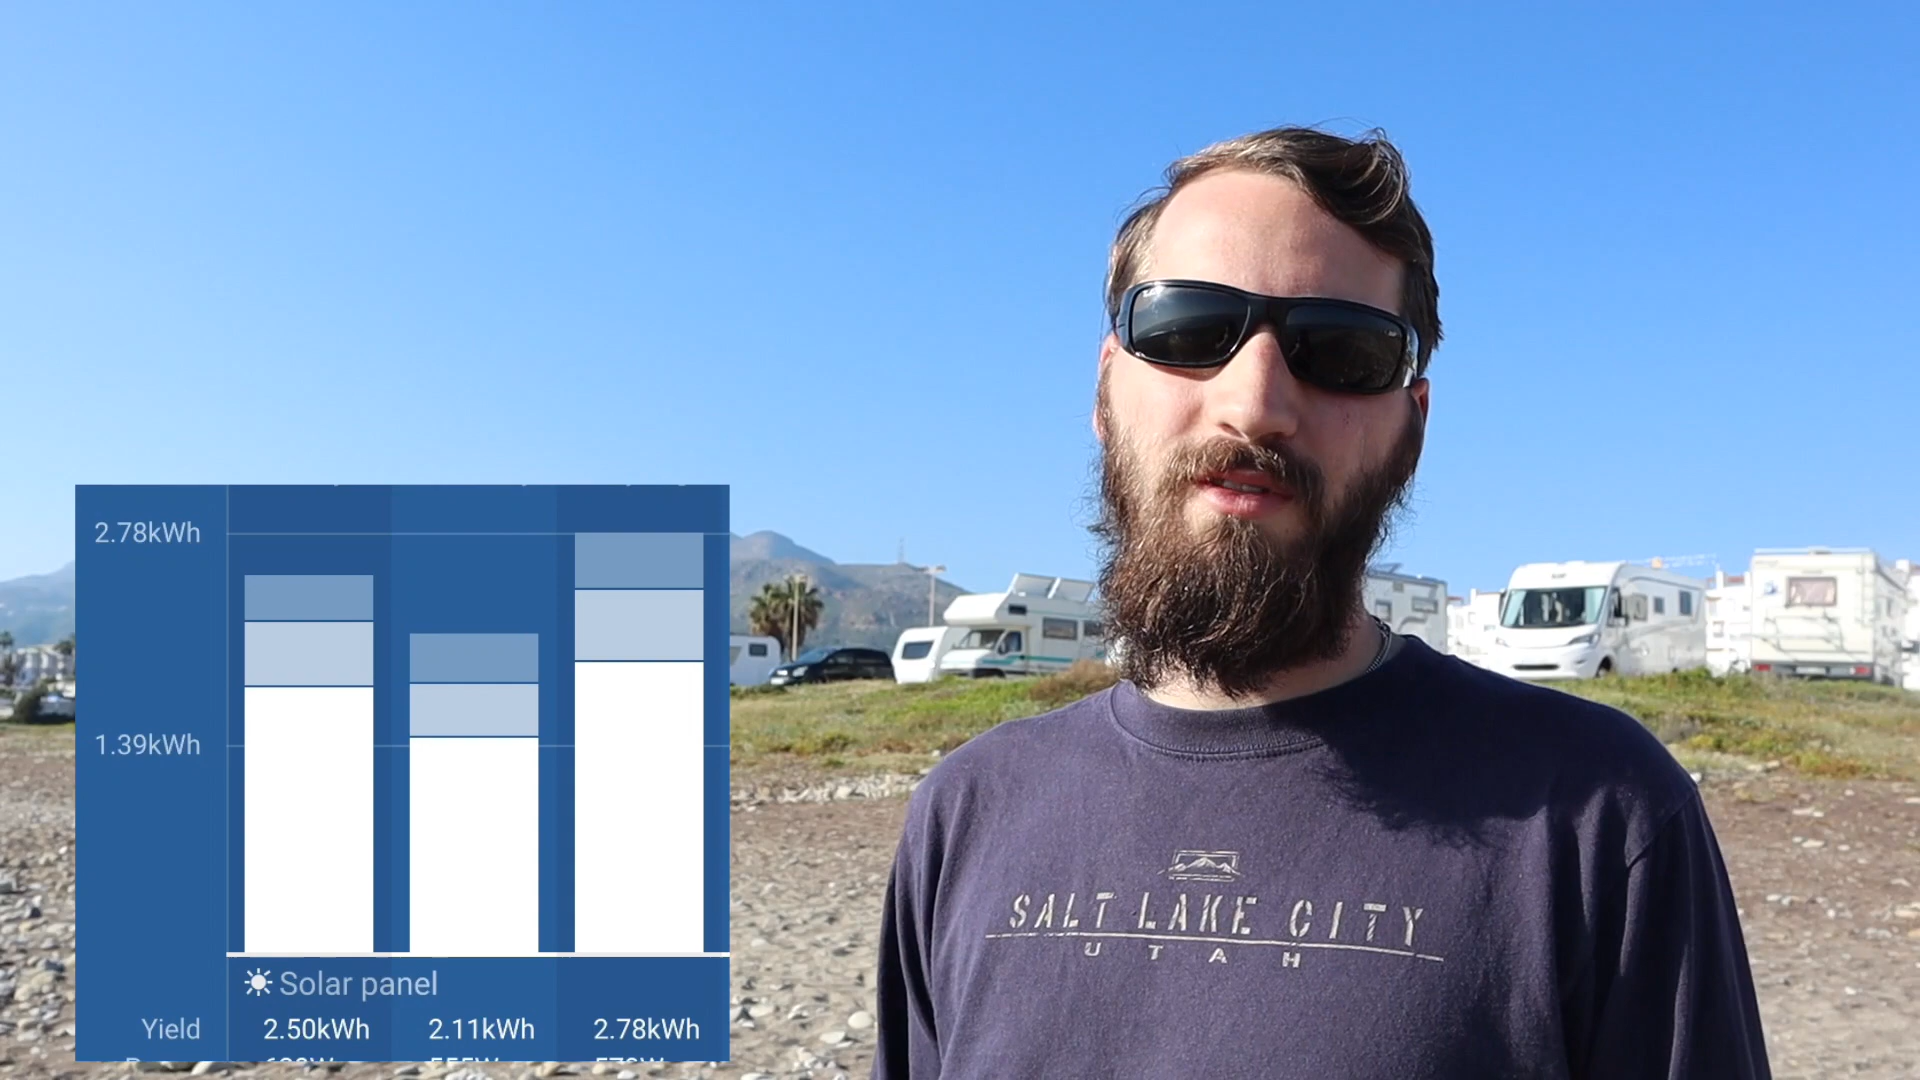 2.78kWh
1.39kWh
Solar panel
Yield 2.50kWh 2.11kWh 2.78kWh
SALT LAKE CITY
UTAH